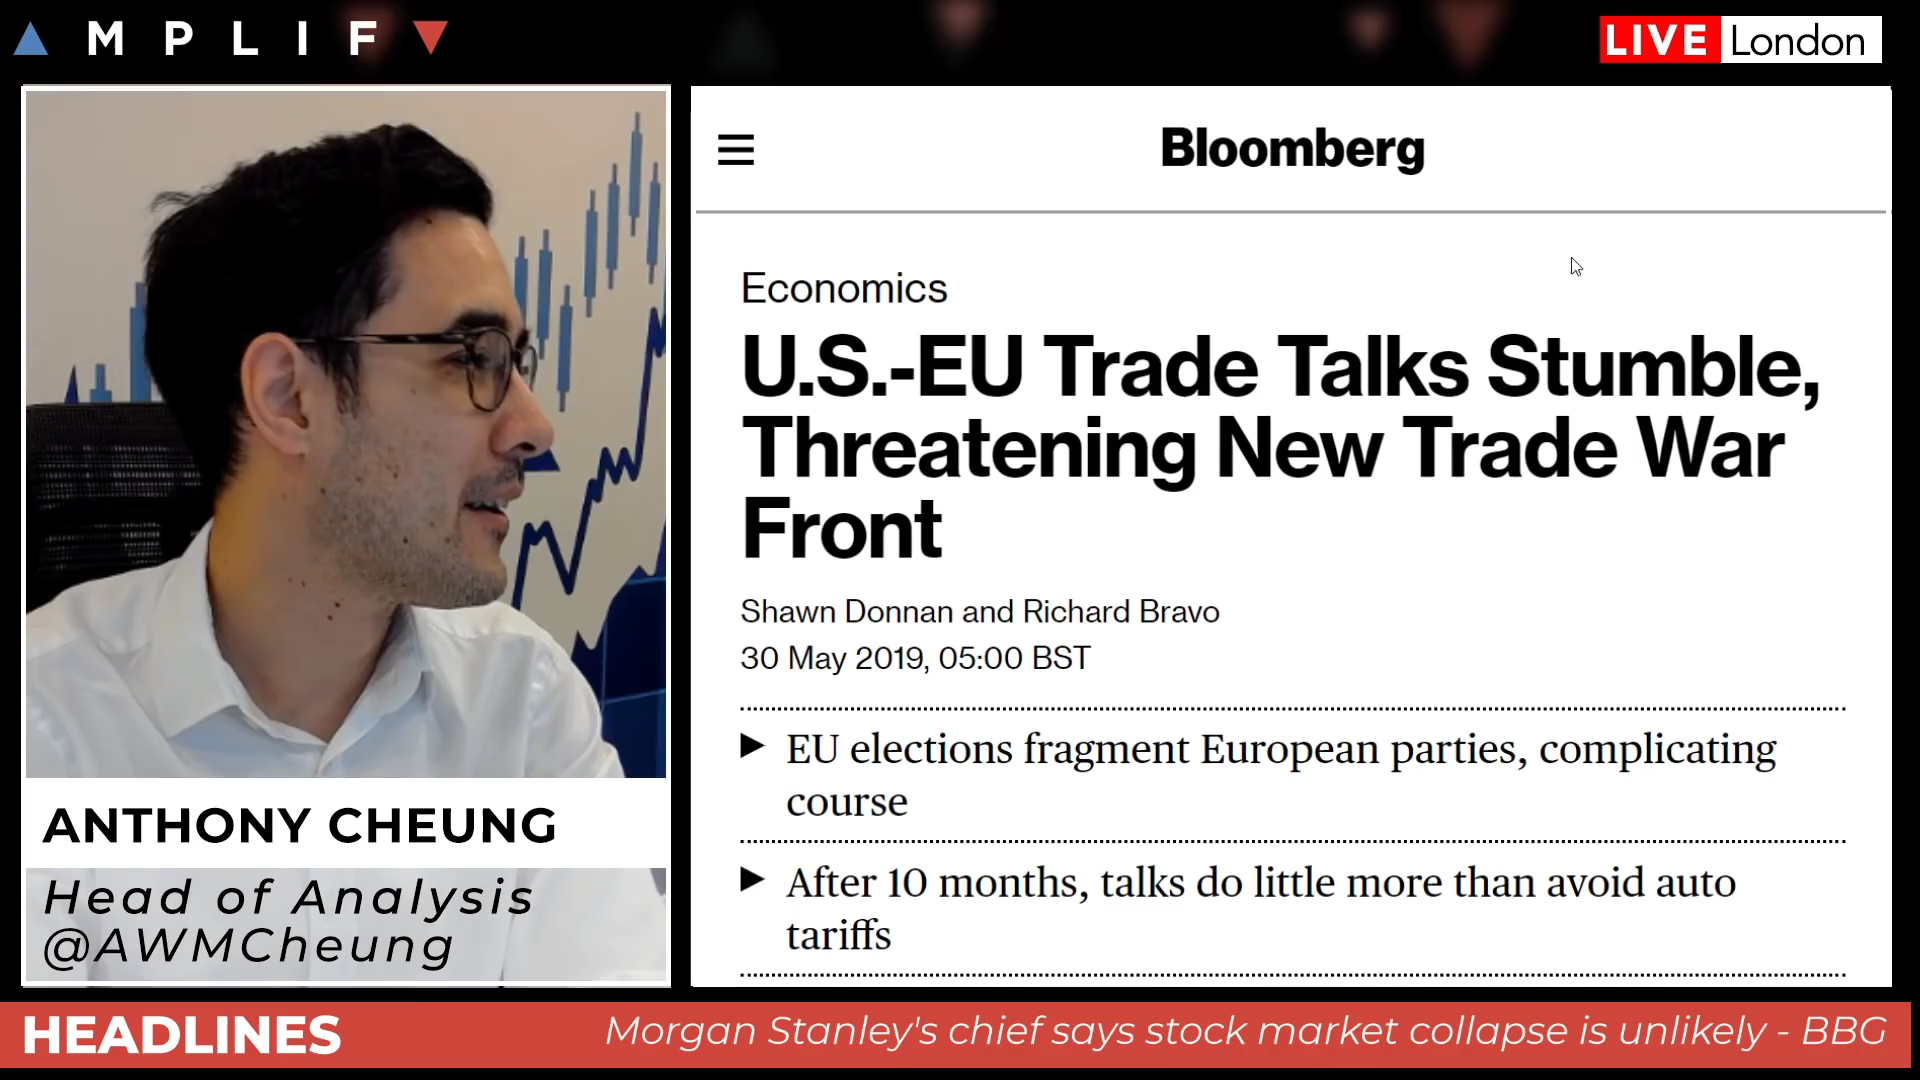 MPLIF
LIVE London
Bloomberg
Economics
U.S.-EU Trade Talks Stumble,
Threatening New Trade War
Front
Shawn Donnan and Richard Bravo
30 May 2019, 05:00 BST
EU elections fragment European parties, complicating
course
After 10 months, talks do little more than avoid auto
tariffs
ANTHONY CHEUNG
Head of Analysis
@AWMCheung
HEADLINES
Morgan Stanley's chief says stock market collapse is unlikely - BBG